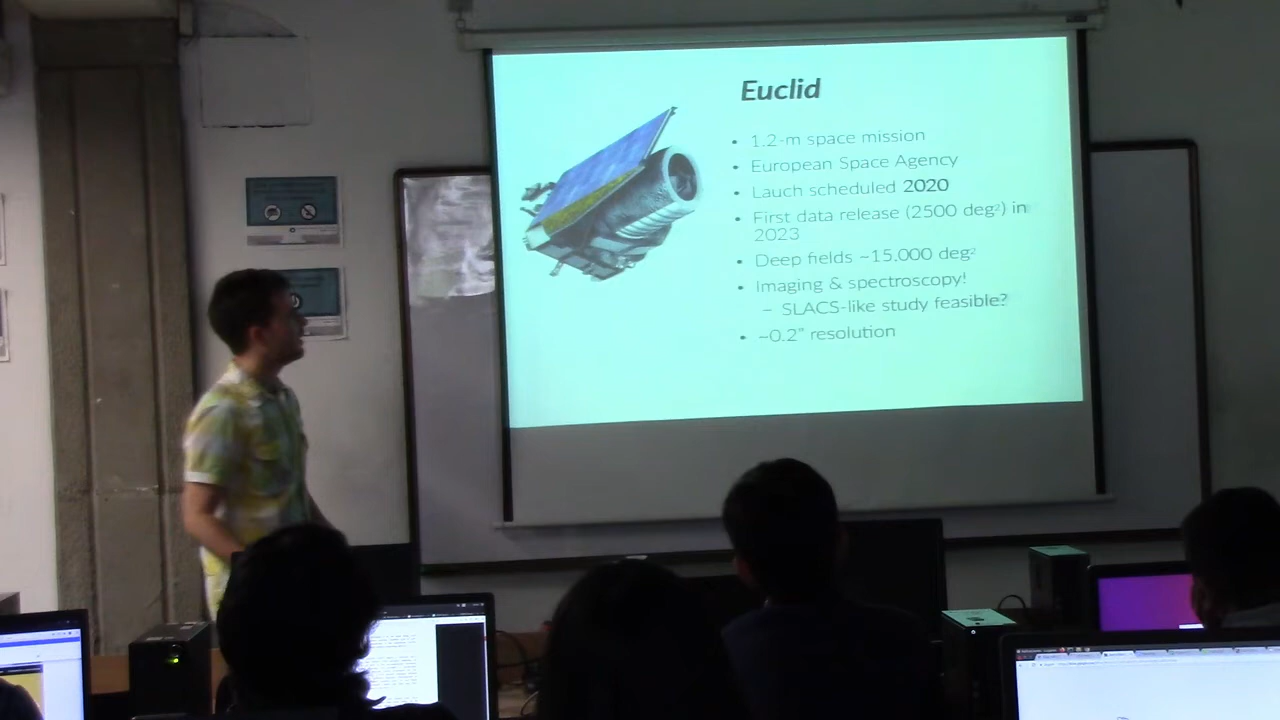 Euclid
• 1.2-m space mission
• European Space Agency
• Lauch scheduled 2020
• First data release (2500 deg²) in
2023
• Deep fields ~15.000 deg²
• Imaging & spectroscopy!
– SLACS-like study feasible?
• ~0.2" resolution